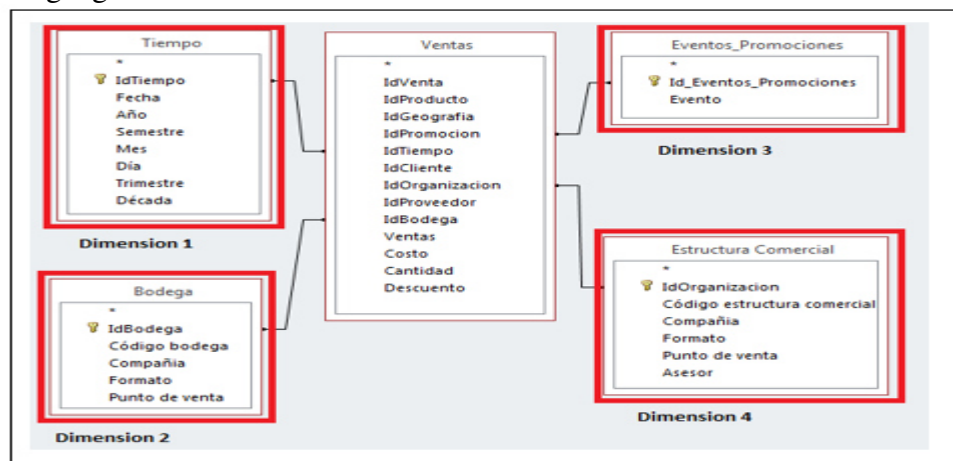 Tiempo
*
IdTiempo
Fecha
Año
Semestre
Mes
Día
Trimestre
Década
Dimension 1
Bodega
*
IdBodega
Código bodega
Compañia
Formato
Punto de venta
Dimension 2
Ventas
*
IdVenta
IdProducto
IdGeografia
IdPromocion
IdTiempo
IdCliente
IdOrganizacion
IdProveedor
IdBodega
Ventas
Costo
Cantidad
Descuento
Eventos_Promociones
*
Id_Eventos_Promociones
Evento
Dimension 3
Estructura Comercial
*
IdOrganizacion
Código estructura comercial
Compañia
Formato
Punto de venta
Asesor
Dimension 4